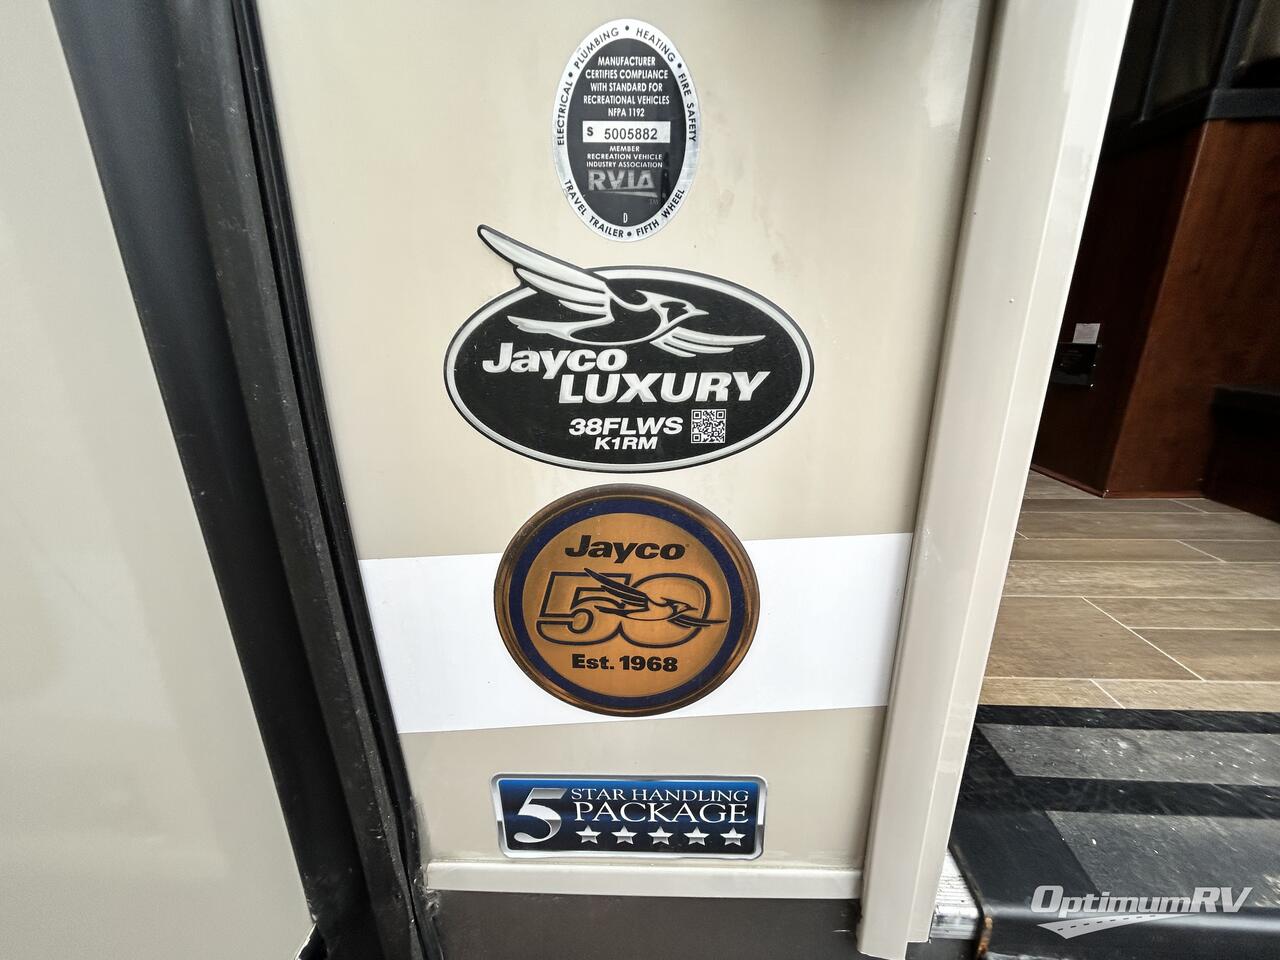 ELECTRICAL • PLUMBING • HEATING • FIRE SAFETY
MANUFACTURER
CERTIFIES COMPLIANCE
WITH STANDARD FOR
RECREATIONAL VEHICLES
NFPA 1192
S 5005882
MEMBER
RECREATION VEHICLE
INDUSTRY ASSOCIATION
RVIA
TM
D
TRAVEL TRAILER • FIFTH WHEEL
Jayco
LUXURY
38FLWS
K1RM
Jayco
50
Est. 1968
5 STAR HANDLING
PACKAGE
OptimumRV